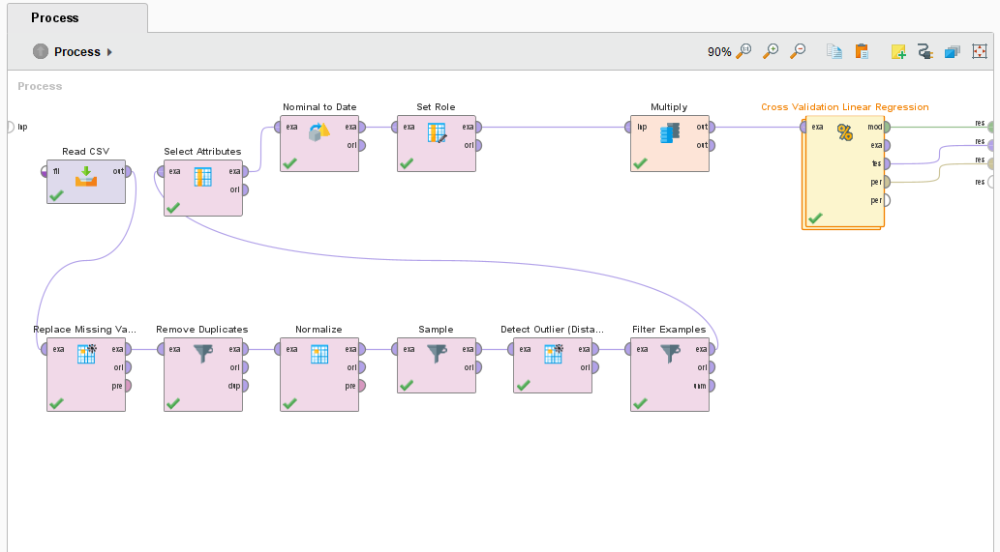 Process
Process
90%
Process
Inp
Read CSV
fil
out
Select Attributes
exa
exa
ori
Nominal to Date
exa
exa
ori
Set Role
exa
exa
ori
Multiply
inp
out
out
Cross Validation Linear Regression
exa
mod
exa
tes
per
per
res
res
res
res
Replace Missing Va...
exa
exa
ori
pre
Remove Duplicates
exa
exa
ori
dup
Normalize
exa
exa
ori
pre
Sample
exa
exa
ori
Detect Outlier (Dista...
exa
exa
ori
Filter Examples
exa
exa
ori
unm